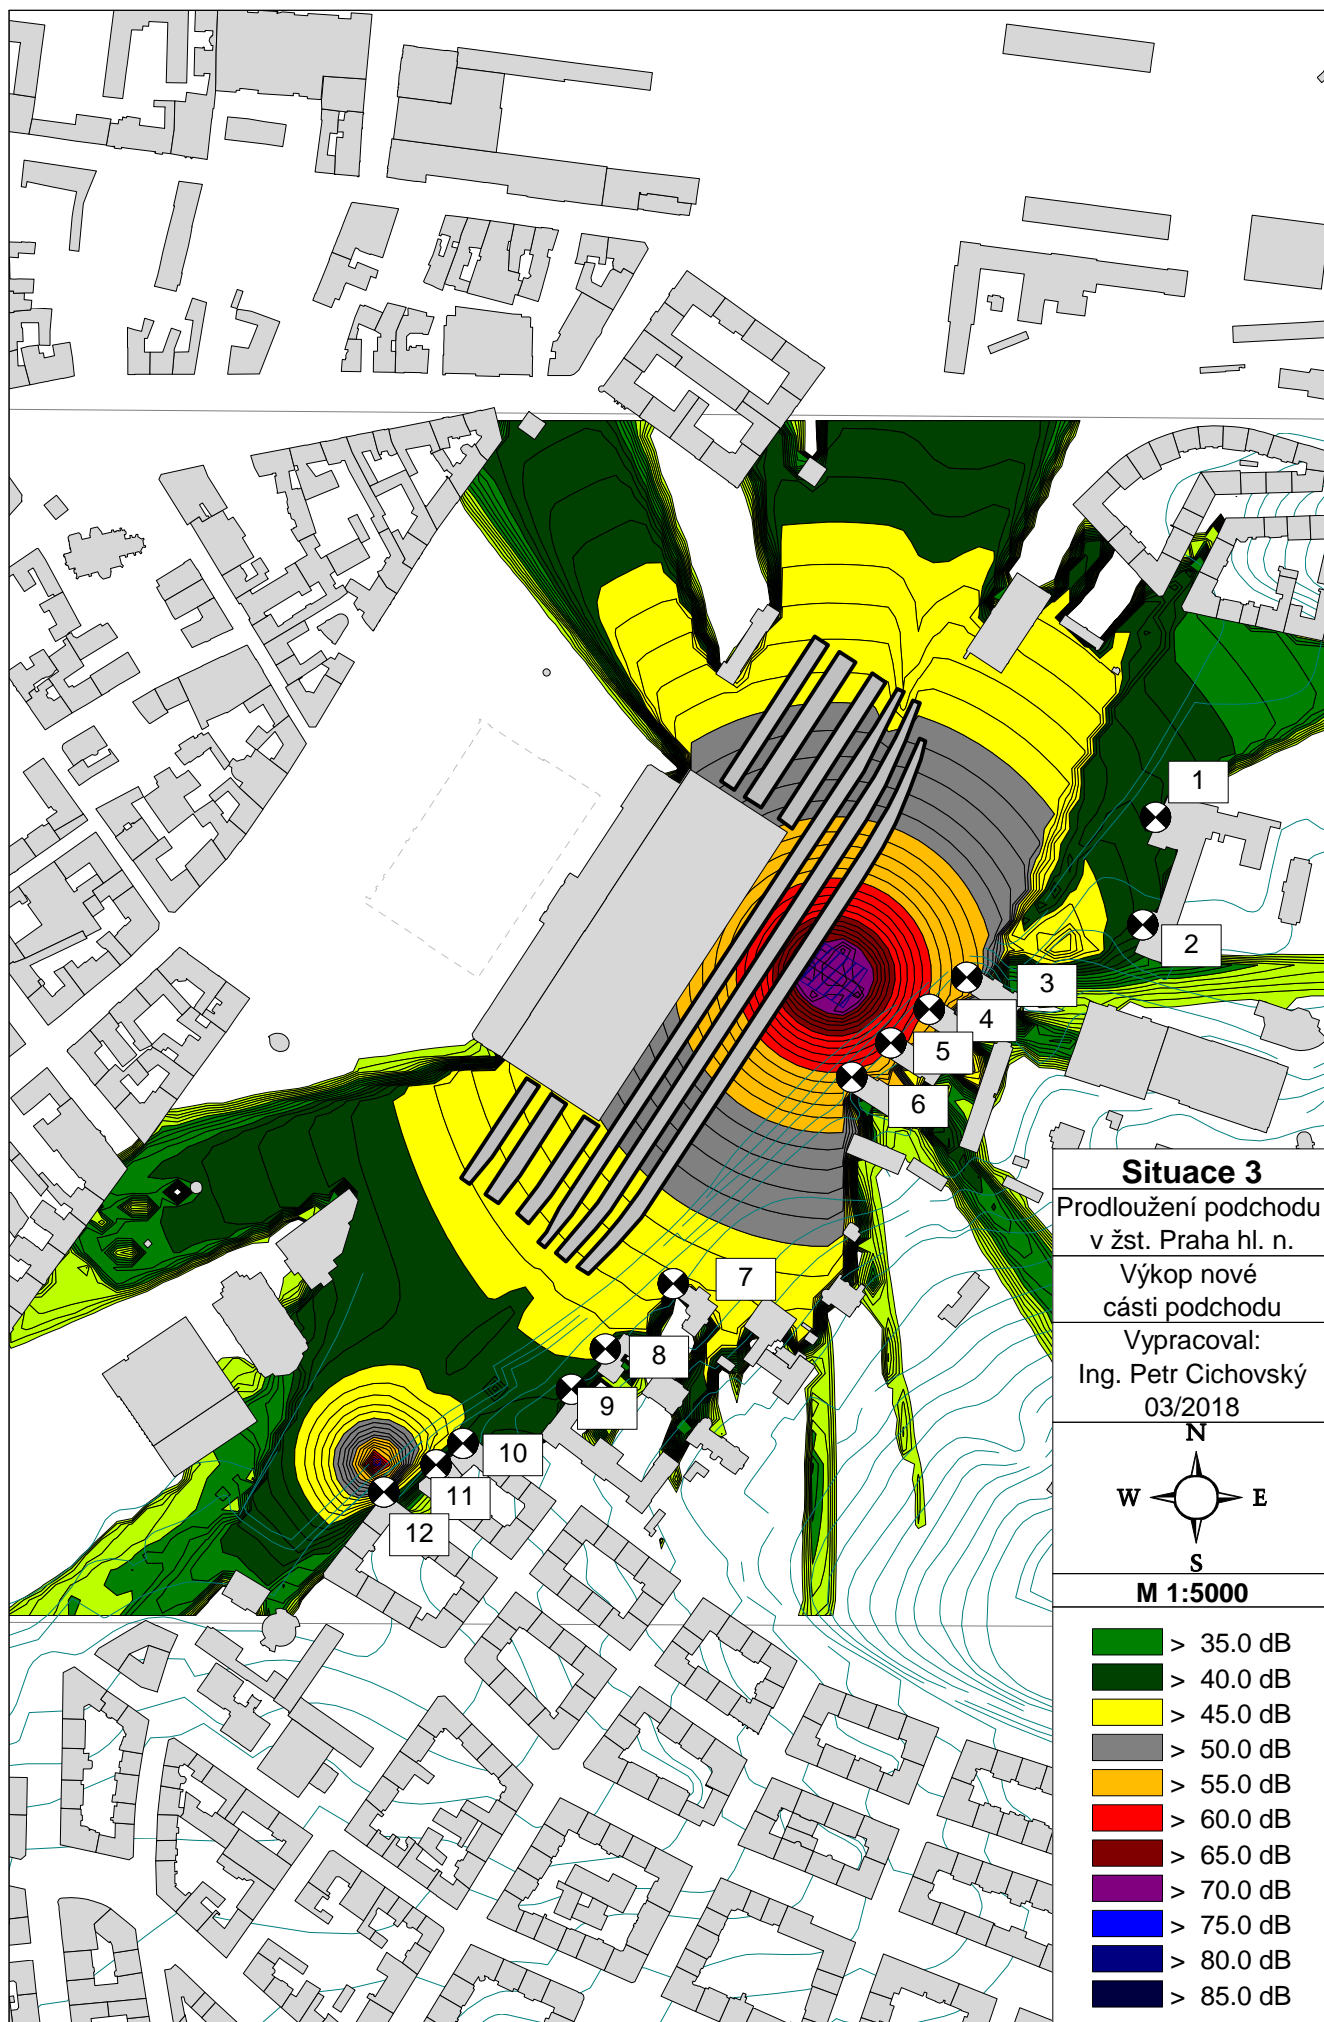 1
2
3
4
5
6
7
8
9
10
11
12
Situace 3
Prodloužení podchodu
v žst. Praha hl. n.
Výkop nové
cásti podchodu
Vypracoval:
Ing. Petr Cichovský
03/2018
N
W E
S
M 1:5000
> 35.0 dB
> 40.0 dB
> 45.0 dB
> 50.0 dB
> 55.0 dB
> 60.0 dB
> 65.0 dB
> 70.0 dB
> 75.0 dB
> 80.0 dB
> 85.0 dB